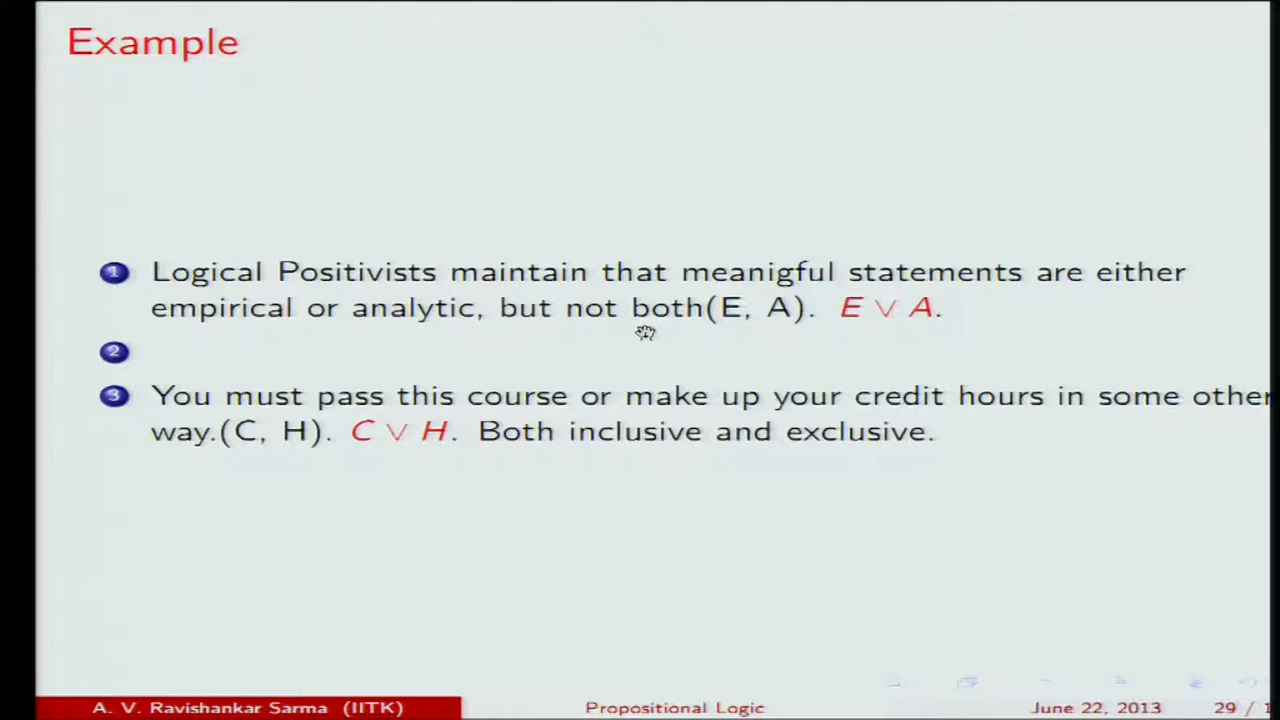 Example
1 Logical Positivists maintain that meanigful statements are either
empirical or analytic, but not both(E, A). E ∨ A.
2
3 You must pass this course or make up your credit hours in some other
way.(C, H). C ∨ H. Both inclusive and exclusive.
A. V. Ravishankar Sarma (IITK) Propositional Logic June 22, 2013 29 / 1